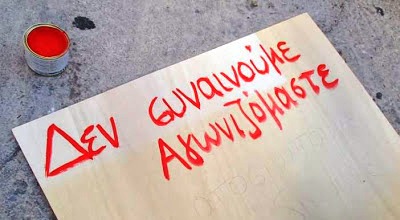 Δεν συναινούμε
Αγωνιζόμαστε